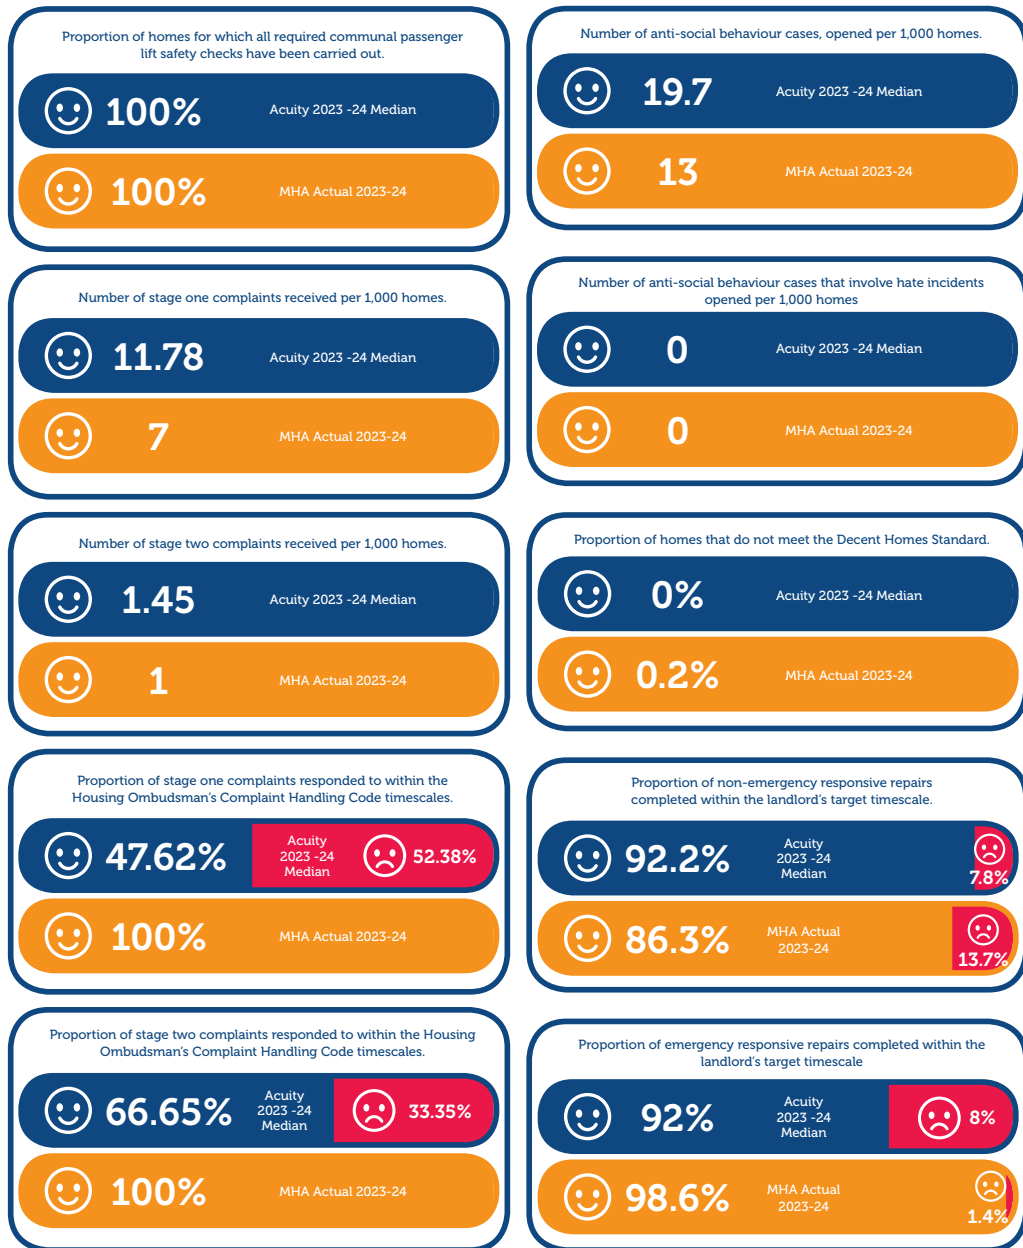 Proportion of homes for which all required communal passenger
lift safety checks have been carried out.
100%
Acuity 2023 -24 Median
100%
MHA Actual 2023-24
Number of stage one complaints received per 1,000 homes.
11.78
Acuity 2023 -24 Median
7
MHA Actual 2023-24
Number of stage two complaints received per 1,000 homes.
1.45
Acuity 2023 -24 Median
1
MHA Actual 2023-24
Proportion of stage one complaints responded to within the
Housing Ombudsman’s Complaint Handling Code timescales.
47.62%
Acuity
2023 -24
Median
52.38%
100%
MHA Actual 2023-24
Proportion of stage two complaints responded to within the Housing
Ombudsman’s Complaint Handling Code timescales.
66.65%
Acuity
2023 -24
Median
33.35%
100%
MHA Actual 2023-24
Number of anti-social behaviour cases, opened per 1,000 homes.
19.7
Acuity 2023 -24 Median
13
MHA Actual 2023-24
Number of anti-social behaviour cases that involve hate incidents
opened per 1,000 homes
0
Acuity 2023 -24 Median
0
MHA Actual 2023-24
Proportion of homes that do not meet the Decent Homes Standard.
0%
Acuity 2023 -24 Median
0.2%
MHA Actual 2023-24
Proportion of non-emergency responsive repairs
completed within the landlord’s target timescale.
92.2%
Acuity
2023 -24
Median
7.8%
86.3%
MHA Actual
2023-24
13.7%
Proportion of emergency responsive repairs completed within the
landlord’s target timescale
92%
Acuity
2023 -24
Median
8%
98.6%
MHA Actual
2023-24
1.4%